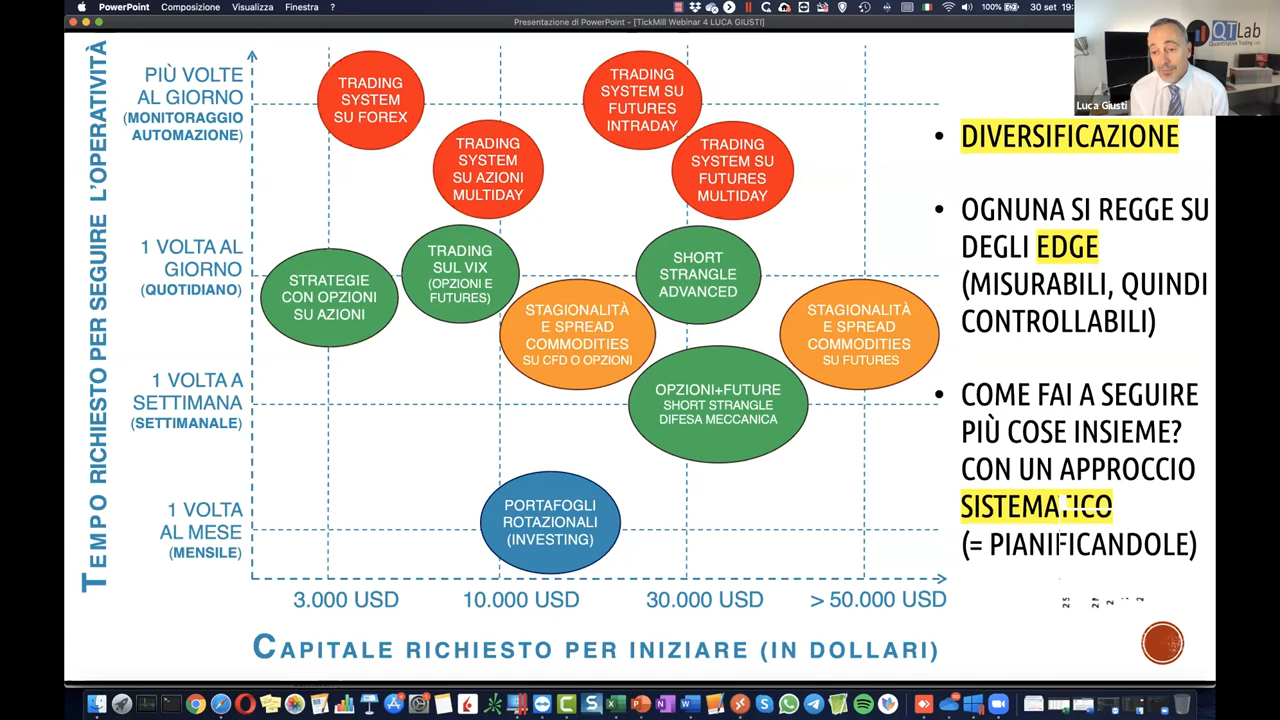 PowerPoint Composizione Visualizza Finestra ?
100%
30 set
Presentazione di PowerPoint - [TickMill Webinar 4 LUCA GIUSTI]
QTLab
Quantitative Trading Lab
Luca Giusti
TEMPO RICHIESTO PER SEGUIRE L'OPERATIVITÀ
PIÙ VOLTE
AL GIORNO
(MONITORAGGIO
AUTOMAZIONE)
1 VOLTA AL
GIORNO
(QUOTIDIANO)
1 VOLTA A
SETTIMANA
(SETTIMANALE)
1 VOLTA
AL MESE
(MENSILE)
TRADING
SYSTEM
SU FOREX
TRADING
SYSTEM
SU AZIONI
MULTIDAY
TRADING
SYSTEM SU
FUTURES
INTRADAY
TRADING
SYSTEM SU
FUTURES
MULTIDAY
STRATEGIE
CON OPZIONI
SU AZIONI
TRADING
SUL VIX
(OPZIONI E
FUTURES)
STAGIONALITÀ
E SPREAD
COMMODITIES
SU CFD O OPZIONI
SHORT
STRANGLE
ADVANCED
STAGIONALITÀ
E SPREAD
COMMODITIES
SU FUTURES
OPZIONI+FUTURE
SHORT STRANGLE
DIFESA MECCANICA
PORTAFOGLI
ROTAZIONALI
(INVESTING)
3.000 USD
10.000 USD
30.000 USD
> 50.000 USD
CAPITALE RICHIESTO PER INIZIARE (IN DOLLARI)
• DIVERSIFICAZIONE
• OGNUNA SI REGGE SU
DEGLI EDGE
(MISURABILI, QUINDI
CONTROLLABILI)
• COME FAI A SEGUIRE
PIÙ COSE INSIEME?
CON UN APPROCCIO
SISTEMATICO
(= PIANIFICANDOLE)